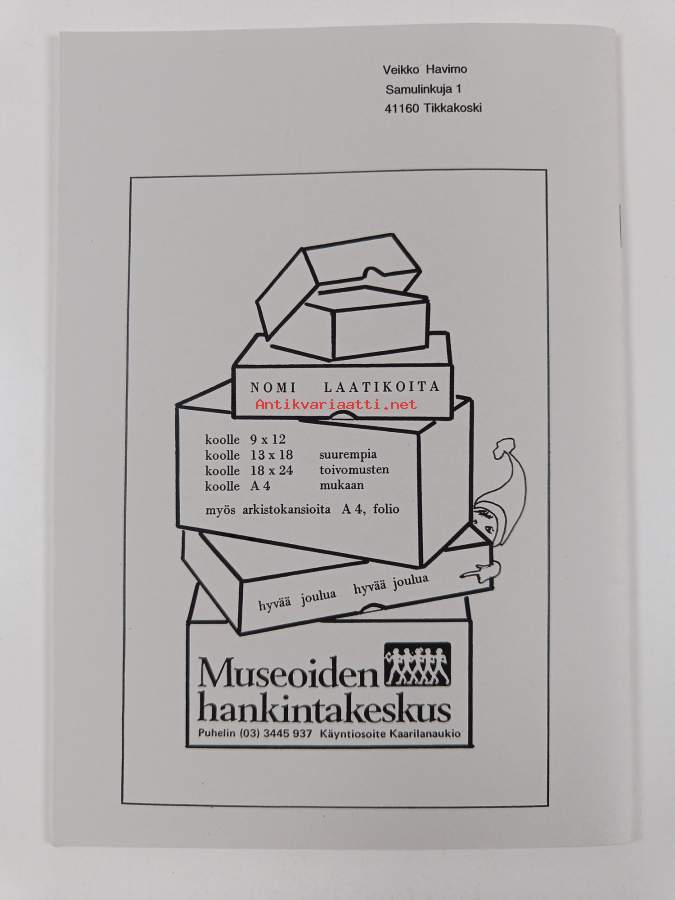 Veikko Havimo
Samulinkuja 1
41160 Tikkakoski
NOMI LAATIKOITA
Antikvariaatti.net
koolle 9 x 12
koolle 13 x 18 suurempia
koolle 18 x 24 toivomusten
koolle A 4 mukaan
myös arkistokansioita A 4, folio
hyvää joulua hyvää joulua
Museoiden
hankintakeskus
Puhelin (03) 3445 937 Käyntiosoite Kaarilanaukio